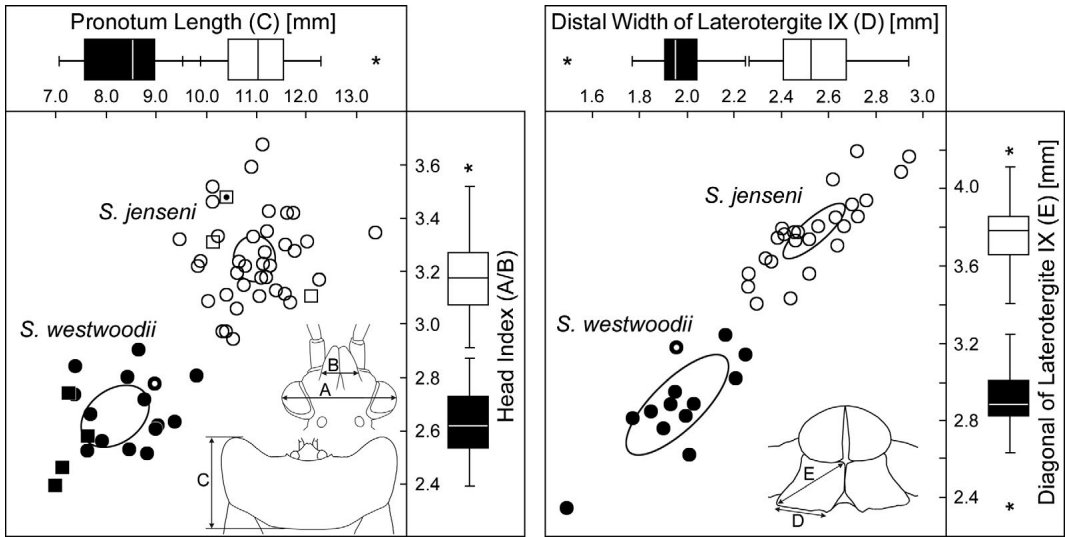 Pronotum Length (C) [mm]
*
7.0 8.0 9.0 10.0 11.0 12.0 13.0
S. jenseni
S. westwoodii
B
A
C
3.6
3.4
3.2
3.0
2.8
2.6
2.4
*
Head Index (A/B)
Distal Width of Laterotergite IX (D) [mm]
*
1.6 1.8 2.0 2.2 2.4 2.6 2.8 3.0
S. jenseni
S. westwoodii
E
D
4.0
3.6
3.2
2.8
2.4
*
*
Diagonal of Laterotergite IX (E) [mm]